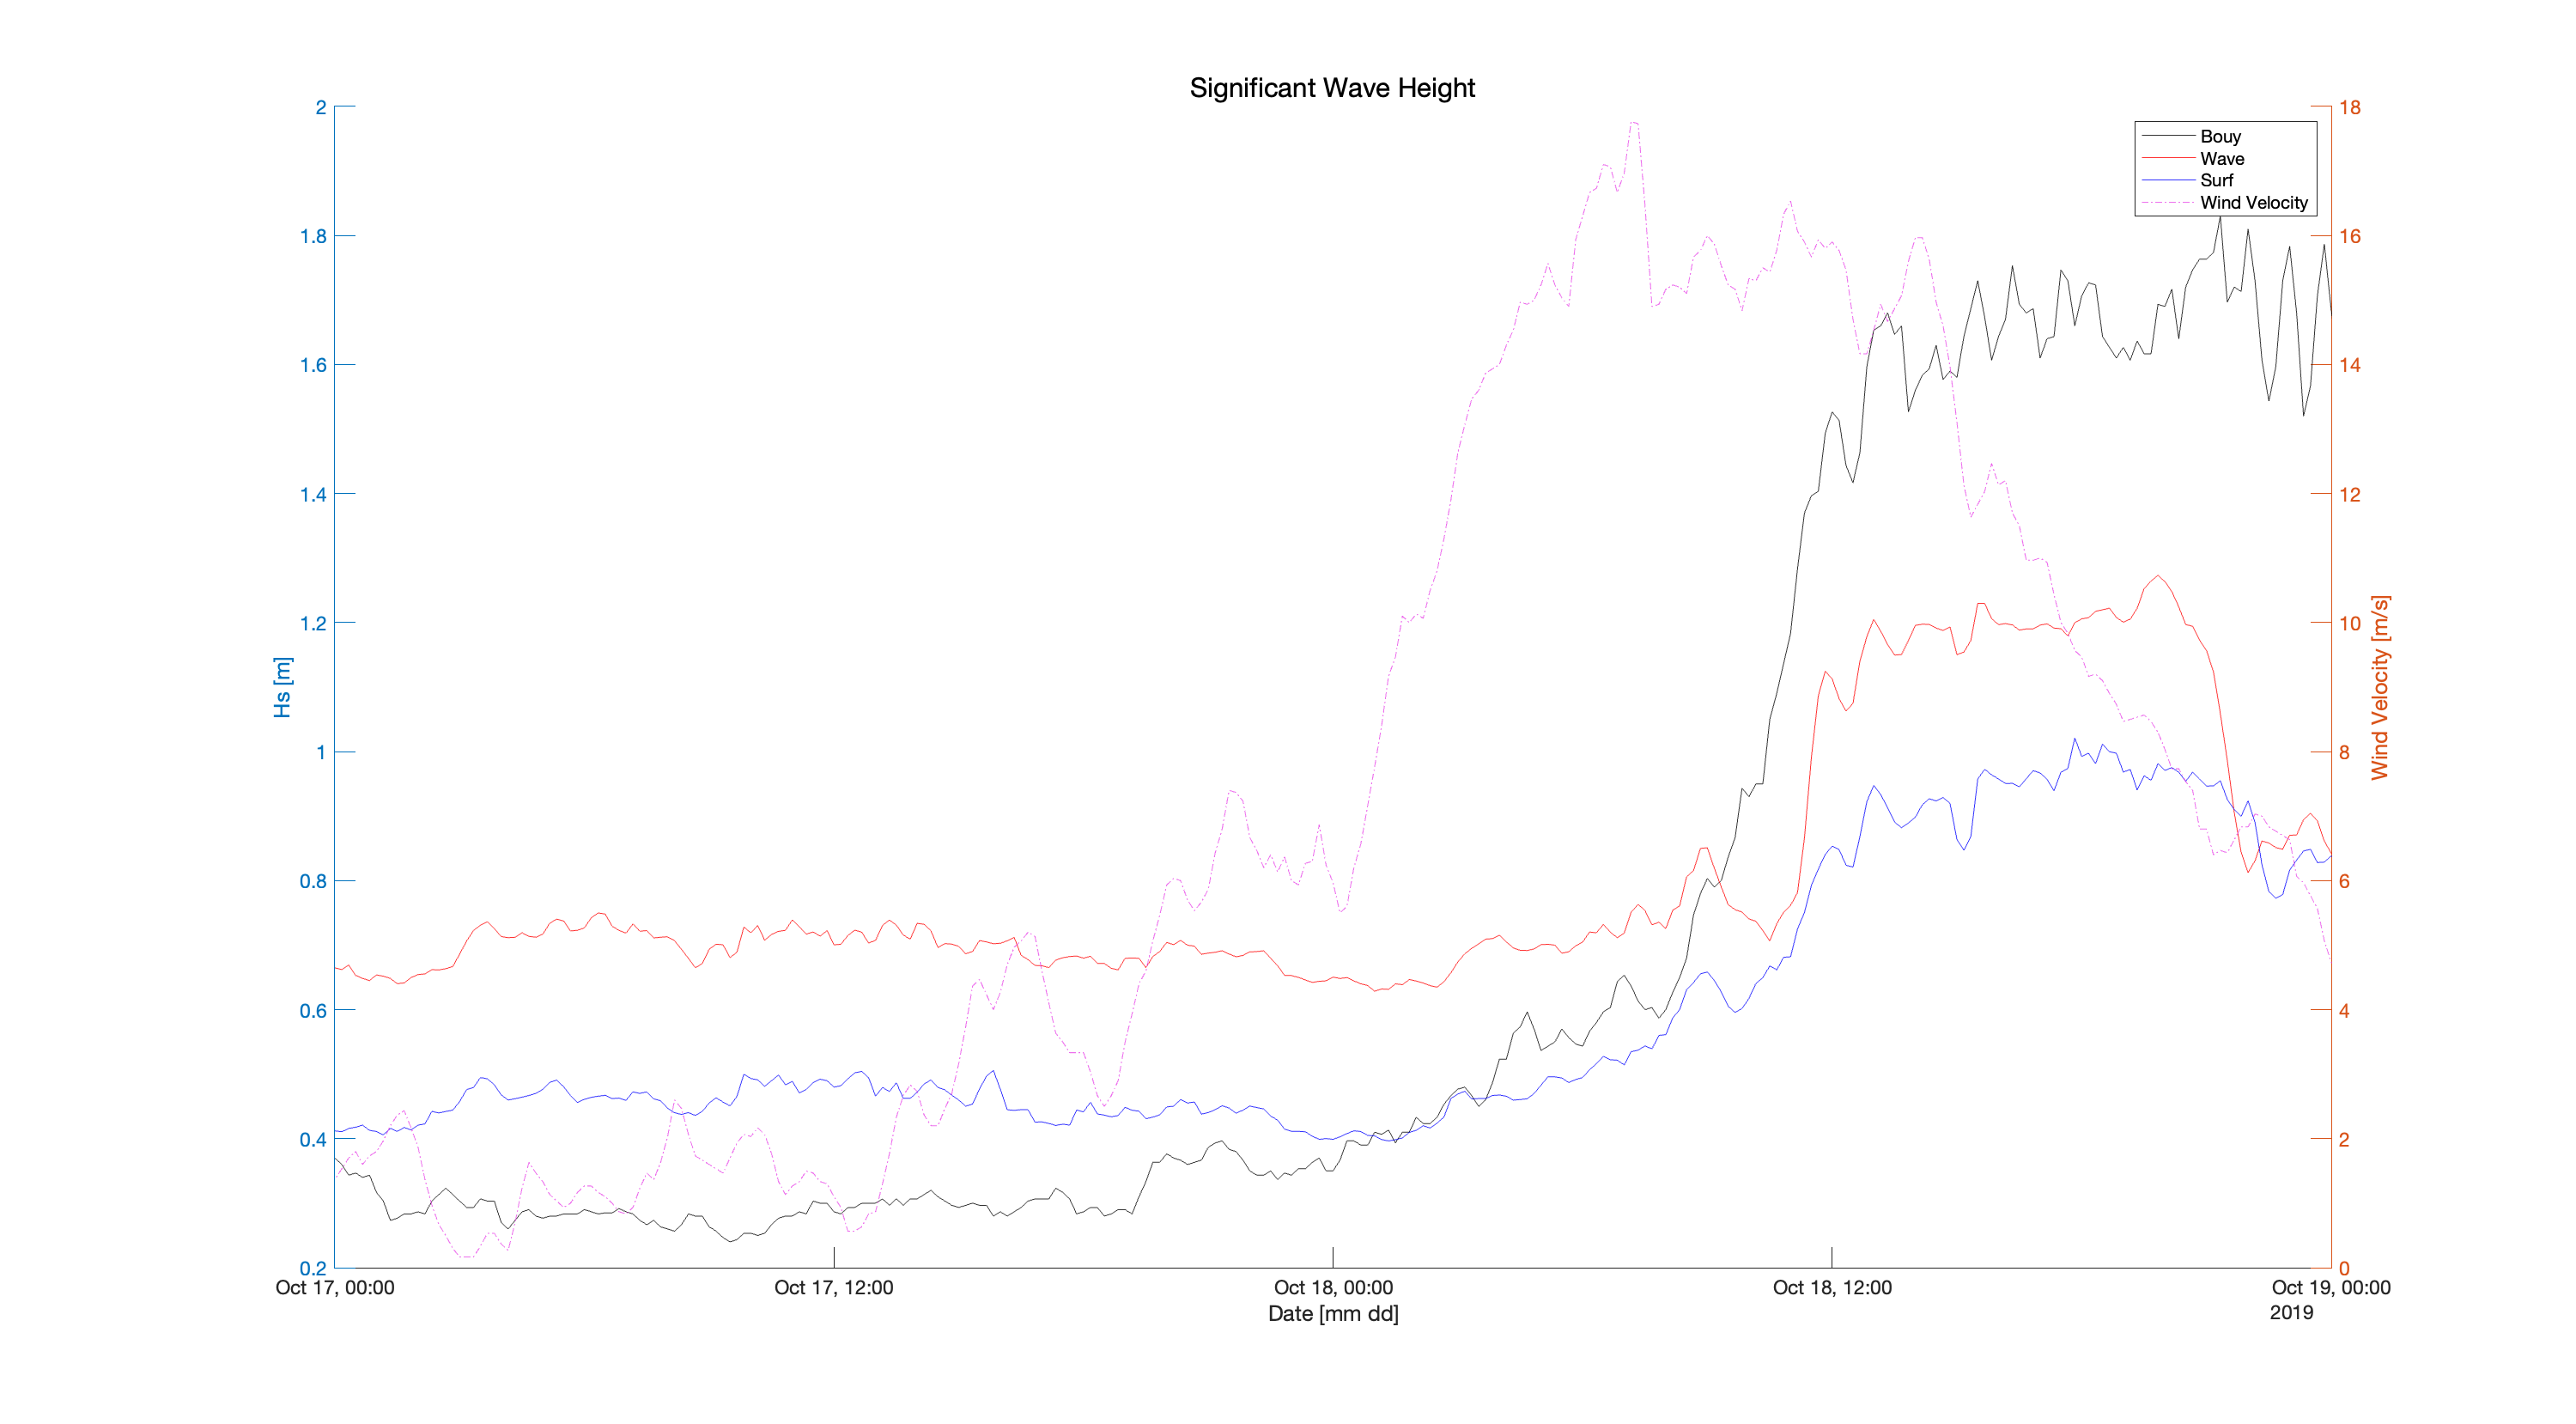 Significant Wave Height
2
1.8
1.6
1.4
1.2
1
0.8
0.6
0.4
0.2
Hs [m]
18
16
14
12
10
8
6
4
2
0
Wind Velocity [m/s]
Bouy
Wave
Surf
Wind Velocity
Oct 17, 00:00
Oct 17, 12:00
Oct 18, 00:00
Oct 18, 12:00
Oct 19, 00:00
Date [mm dd]
2019